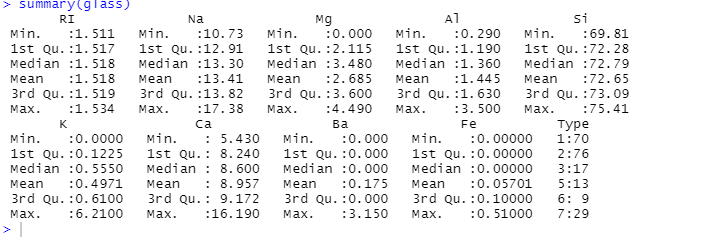 > summary(glass)
RI Na Mg Al Si
Min. :1.511 Min. :10.73 Min. :0.000 Min. :0.290 Min. :69.81
1st Qu.:1.517 1st Qu.:12.91 1st Qu.:2.115 1st Qu.:1.190 1st Qu.:72.28
Median :1.518 Median :13.30 Median :3.480 Median :1.360 Median :72.79
Mean :1.518 Mean :13.41 Mean :2.685 Mean :1.445 Mean :72.65
3rd Qu.:1.519 3rd Qu.:13.82 3rd Qu.:3.600 3rd Qu.:1.630 3rd Qu.:73.09
Max. :1.534 Max. :17.38 Max. :4.490 Max. :3.500 Max. :75.41
K Ca Ba Fe Type
Min. :0.0000 Min. : 5.430 Min. :0.000 Min. :0.00000 1:70
1st Qu.:0.1225 1st Qu.: 8.240 1st Qu.:0.000 1st Qu.:0.00000 2:76
Median :0.5550 Median : 8.600 Median :0.000 Median :0.00000 3:17
Mean :0.4971 Mean : 8.957 Mean :0.175 Mean :0.05701 5:13
3rd Qu.:0.6100 3rd Qu.: 9.172 3rd Qu.:0.000 3rd Qu.:0.10000 6: 9
Max. :6.2100 Max. :16.190 Max. :3.150 Max. :0.51000 7:29
>